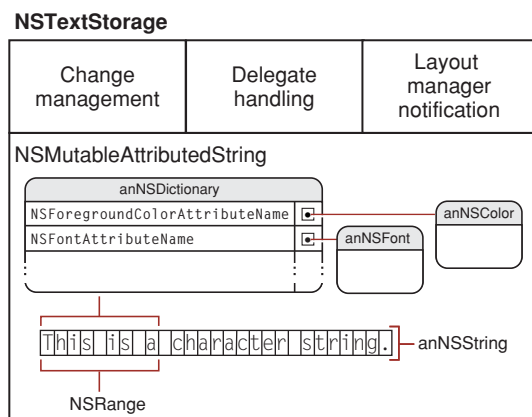 NSTextStorage
Change
management
Delegate
handling
Layout
manager
notification
NSMutableAttributedString
anNSDictionary
NSForegroundColorAttributeName
NSFontAttributeName
anNSColor
anNSFont
This is a character string.
anNSString
NSRange